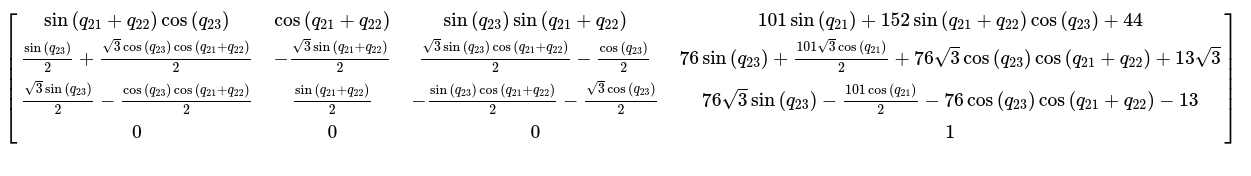 sin (q₂₁ + q₂₂) cos (q₂₃)    cos (q₂₁ + q₂₂)    sin (q₂₃) sin (q₂₁ + q₂₂)    101 sin (q₂₁) + 152 sin (q₂₁ + q₂₂) cos (q₂₃) + 44
sin (q₂₃)/2 + √3 cos (q₂₃) cos (q₂₁+q₂₂)/2    −√3 sin (q₂₁+q₂₂)/2    √3 sin (q₂₃) cos (q₂₁+q₂₂)/2 − cos (q₂₃)/2    76 sin (q₂₃) + 101√3 cos (q₂₁)/2 + 76√3 cos (q₂₃) cos (q₂₁ + q₂₂) + 13√3
√3 sin (q₂₃)/2 − cos (q₂₃) cos (q₂₁+q₂₂)/2    sin (q₂₁+q₂₂)/2    −sin (q₂₃) cos (q₂₁+q₂₂)/2 − √3 cos (q₂₃)/2    76√3 sin (q₂₃) − 101 cos (q₂₁)/2 − 76 cos (q₂₃) cos (q₂₁ + q₂₂) − 13
0    0    0    1